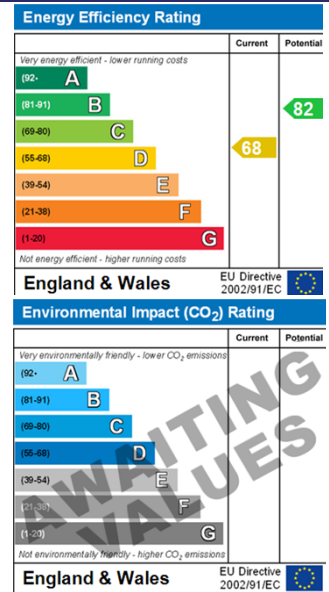 Energy Efficiency Rating
Current Potential
Very energy efficient - lower running costs
(92- A
(81-91) B
82
(69-80) C
(55-68) D
68
(39-54) E
(21-38) F
(1-20) G
Not energy efficient - higher running costs
England & Wales
EU Directive
2002/91/EC
Environmental Impact (CO2) Rating
Current Potential
Very environmentally friendly - lower CO2 emissions
(92- A
(81-91) B
(69-80) C
(55-68) D
(39-54) E
(21-38) F
(1-20) G
Not environmentally friendly - higher CO2 emissions
AWAITING
VALUES
England & Wales
EU Directive
2002/91/EC